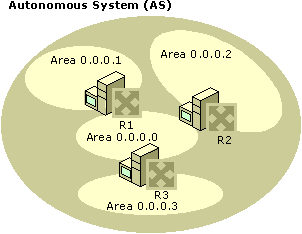 Autonomous System (AS)
Area 0.0.0.1
Area 0.0.0.2
R1
R2
Area 0.0.0.0
R3
Area 0.0.0.3